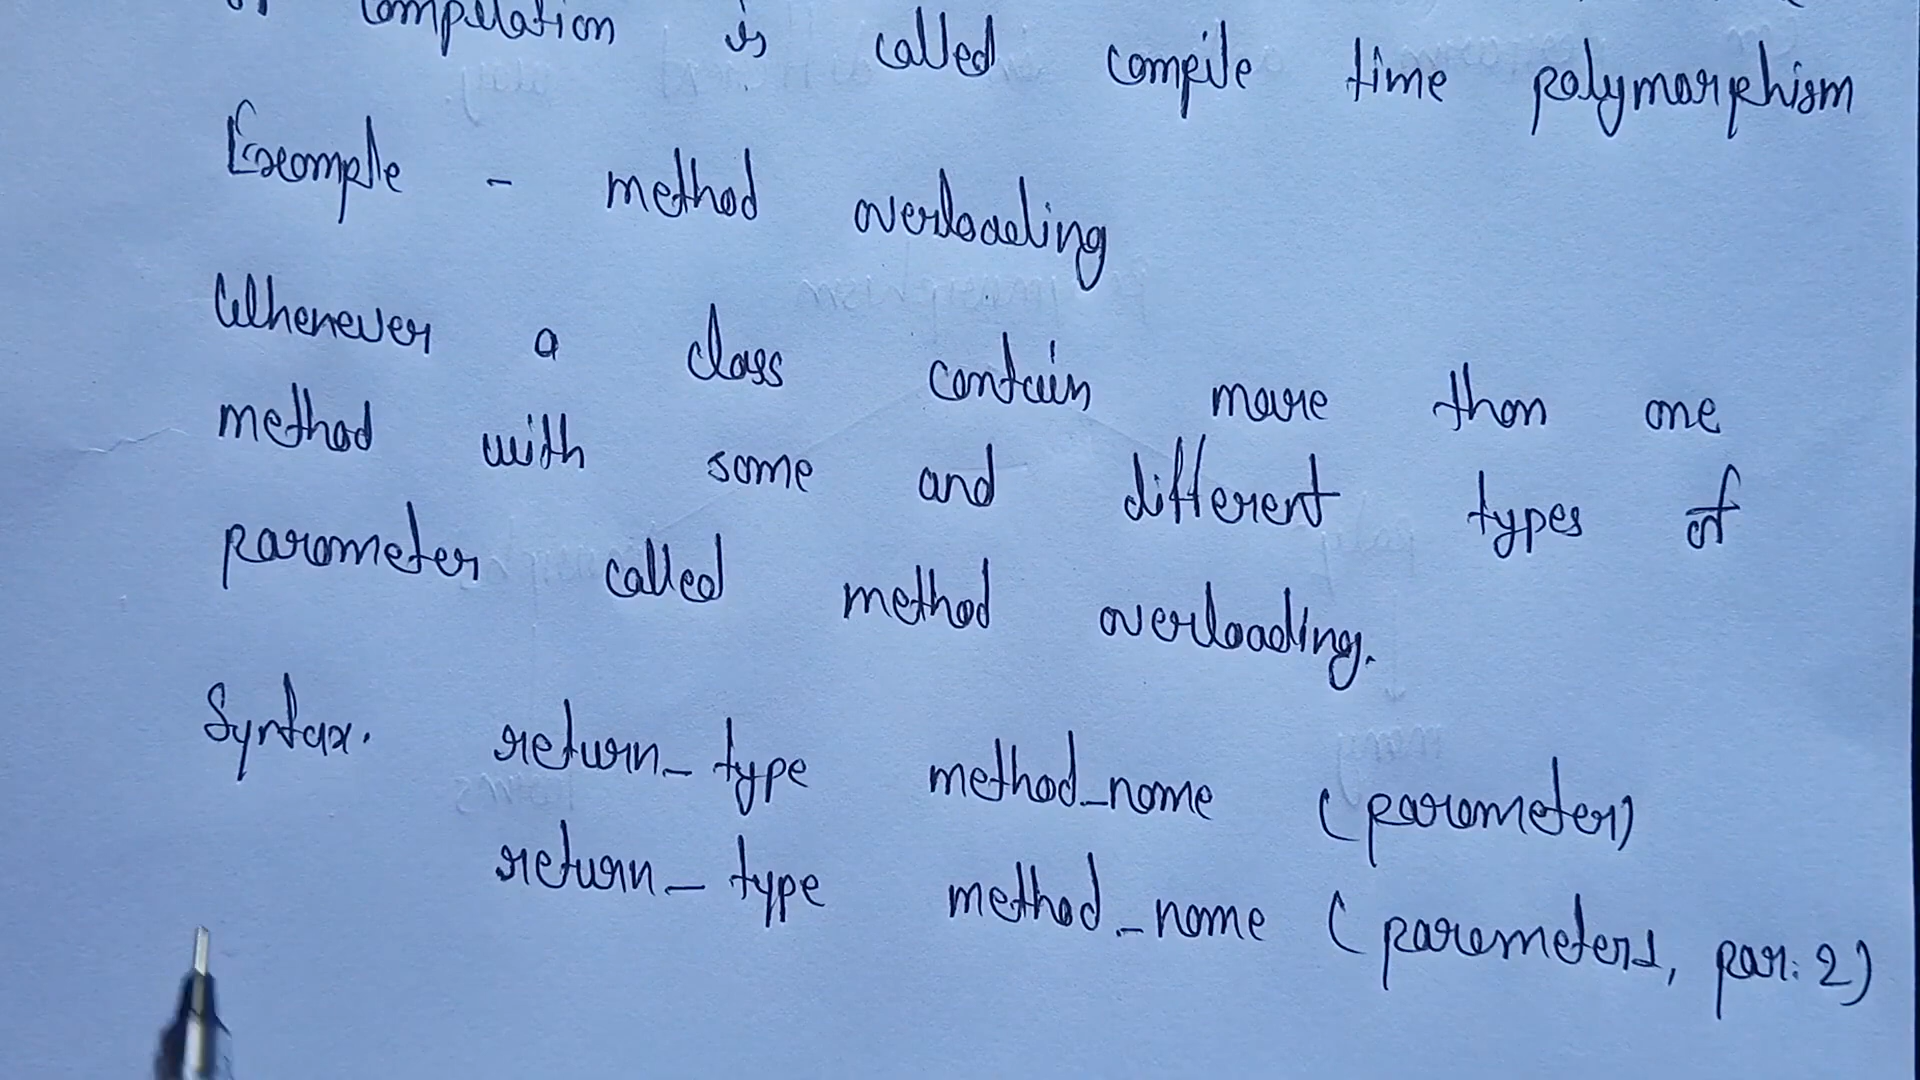 compilation is called compile time polymorphism
Example - method overloading
Whenever a class contain more than one
method with same and different types of
parameter called method overloading.
Syntax. return_type method_name (parameter)
return_type method_name (parameter1, par. 2)